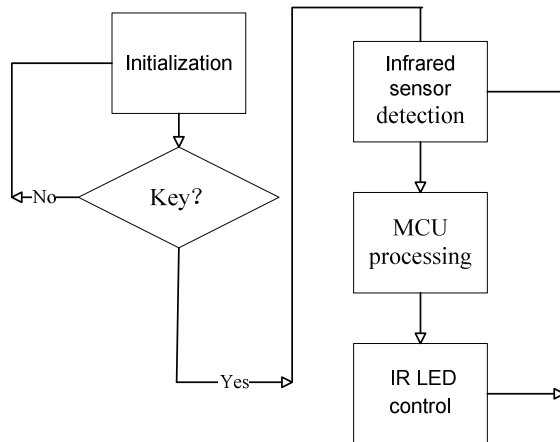 Initialization
No
Key?
Yes
Infrared
sensor
detection
MCU
processing
IR LED
control